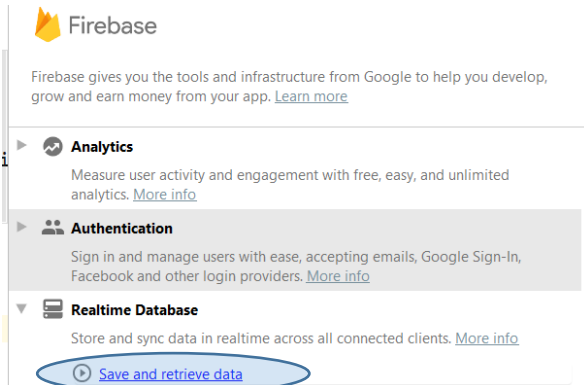 Firebase
Firebase gives you the tools and infrastructure from Google to help you develop,
grow and earn money from your app. Learn more
i
Analytics
Measure user activity and engagement with free, easy, and unlimited
analytics. More info
Authentication
Sign in and manage users with ease, accepting emails, Google Sign-In,
Facebook and other login providers. More info
Realtime Database
Store and sync data in realtime across all connected clients. More info
Save and retrieve data